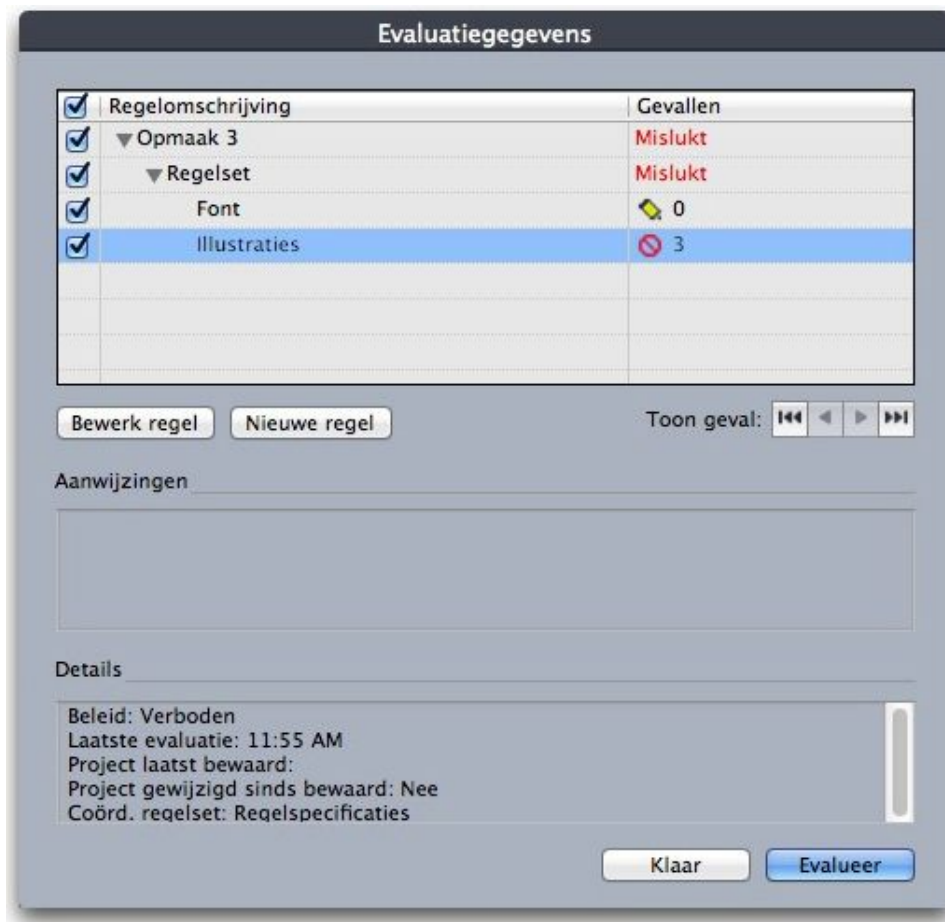 Evaluatiegegevens
Regelomschrijving Gevallen
Opmaak 3 Mislukt
Regelset Mislukt
Font 0
Illustraties 3
Bewerk regel Nieuwe regel Toon geval:
Aanwijzingen
Details
Beleid: Verboden
Laatste evaluatie: 11:55 AM
Project laatst bewaard:
Project gewijzigd sinds bewaard: Nee
Coörd. regelset: Regelspecificaties
Klaar Evalueer